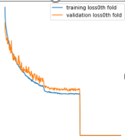 training loss0th fold
validation loss0th fold